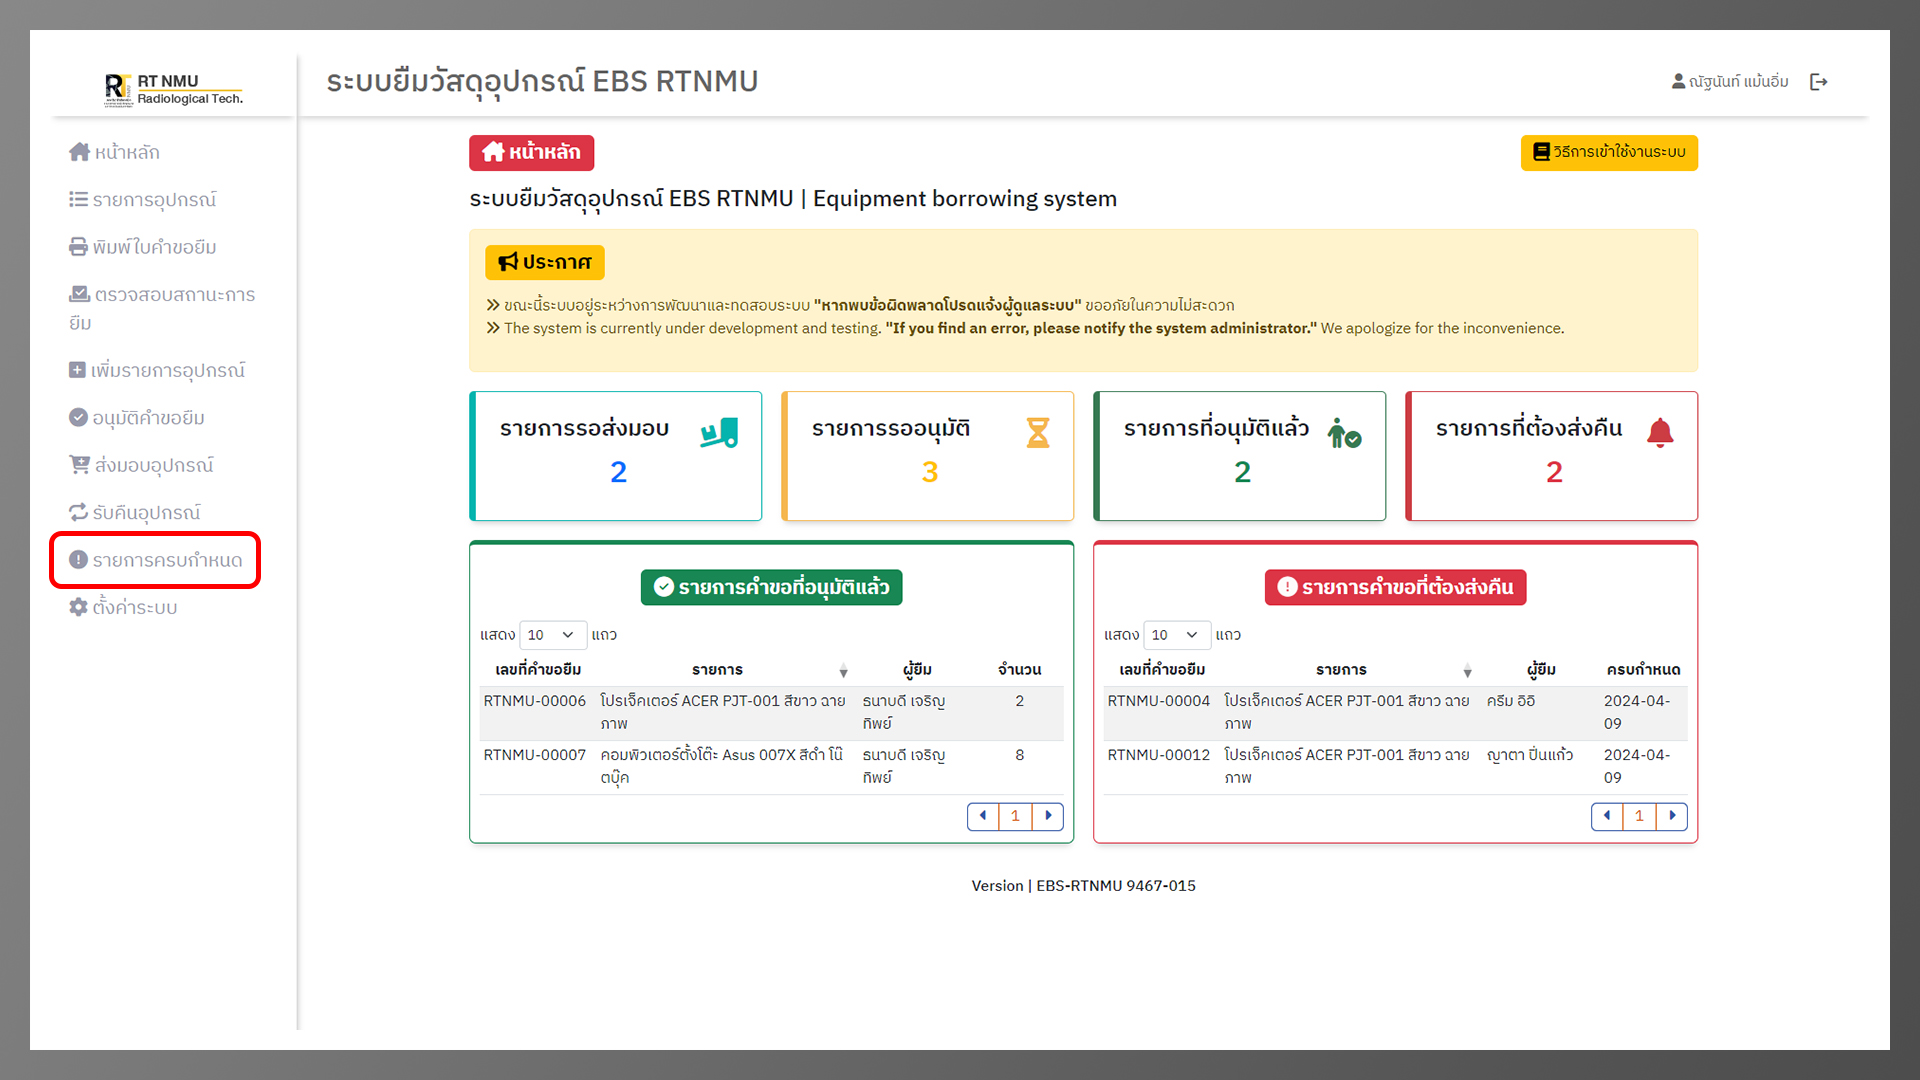 RT NMU
Radiological Tech.
ระบบยืมวัสดุอุปกรณ์ EBS RTNMU
ณัฐนันท์ แม้นอิ่ม
หน้าหลัก
รายการอุปกรณ์
พิมพ์ใบคำขอยืม
ตรวจสอบสถานะการ
ยืม
เพิ่มรายการอุปกรณ์
อนุมัติคำขอยืม
ส่งมอบอุปกรณ์
รับคืนอุปกรณ์
รายการครบกำหนด
ตั้งค่าระบบ
หน้าหลัก
วิธีการเข้าใช้งานระบบ
ระบบยืมวัสดุอุปกรณ์ EBS RTNMU | Equipment borrowing system
ประกาศ
ขณะนี้ระบบอยู่ระหว่างการพัฒนาและทดสอบระบบ "หากพบข้อผิดพลาดโปรดแจ้งผู้ดูแลระบบ" ขออภัยในความไม่สะดวก
The system is currently under development and testing. "If you find an error, please notify the system administrator." We apologize for the inconvenience.
รายการรอส่งมอบ
2
รายการรออนุมัติ
3
รายการที่อนุมัติแล้ว
2
รายการที่ต้องส่งคืน
2
รายการคำขอที่อนุมัติแล้ว
แสดง 10 แถว
เลขที่คำขอยืม รายการ ผู้ยืม จำนวน
RTNMU-00006 โปรเจ็คเตอร์ ACER PJT-001 สีขาว ฉาย ธนาบดี เจริญ 2
ภาพ ทิพย์
RTNMU-00007 คอมพิวเตอร์ตั้งโต๊ะ Asus 007X สีดำ โน๊ ธนาบดี เจริญ 8
ตบุ๊ค ทิพย์
1
รายการคำขอที่ต้องส่งคืน
แสดง 10 แถว
เลขที่คำขอยืม รายการ ผู้ยืม ครบกำหนด
RTNMU-00004 โปรเจ็คเตอร์ ACER PJT-001 สีขาว ฉาย ครีม อิอิ 2024-04-
ภาพ 09
RTNMU-00012 โปรเจ็คเตอร์ ACER PJT-001 สีขาว ฉาย ญาตา ปิ่นแก้ว 2024-04-
ภาพ 09
1
Version | EBS-RTNMU 9467-015